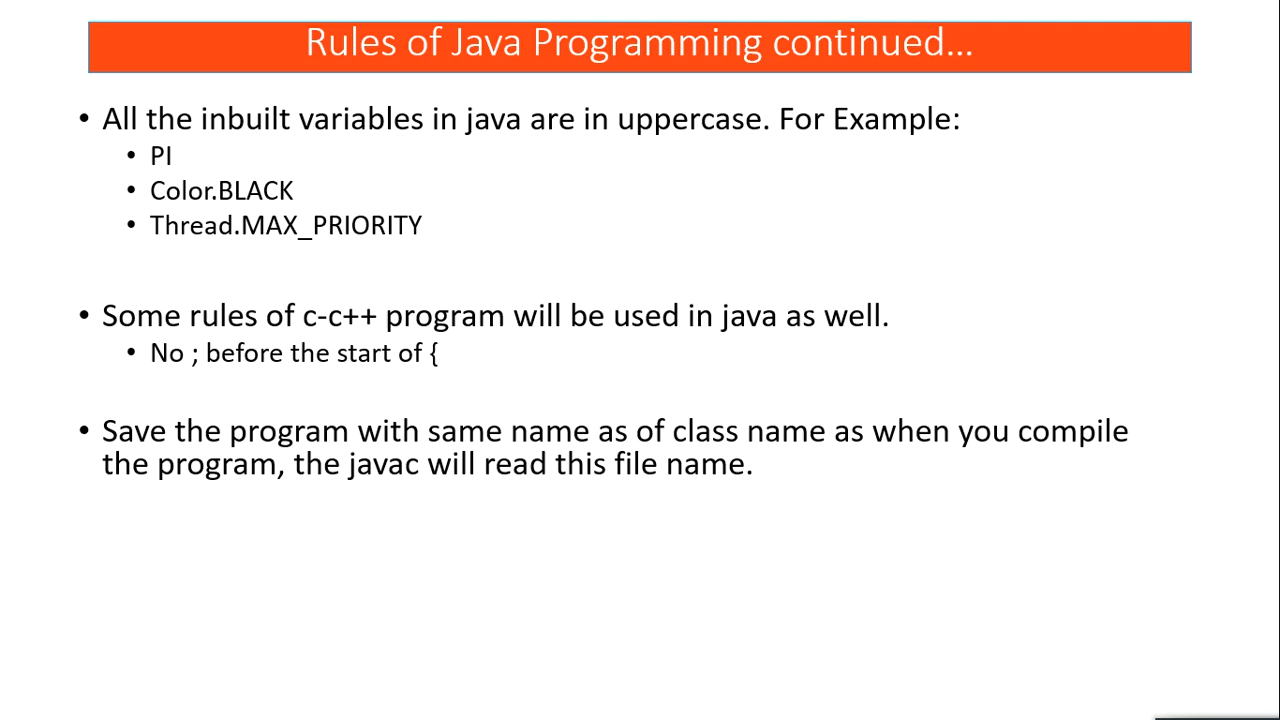 Rules of Java Programming continued...
• All the inbuilt variables in java are in uppercase. For Example:
• PI
• Color.BLACK
• Thread.MAX_PRIORITY
• Some rules of c-c++ program will be used in java as well.
• No ; before the start of {
• Save the program with same name as of class name as when you compile
the program, the javac will read this file name.